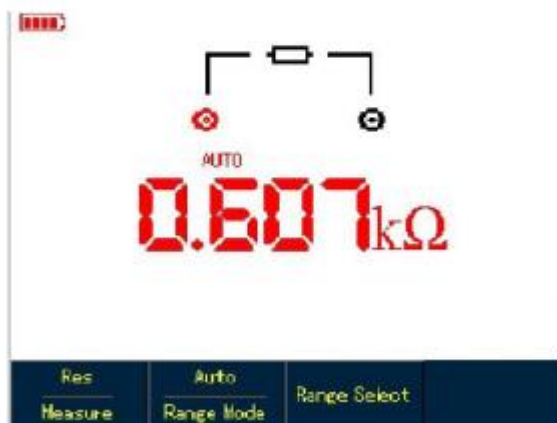 AUTO
0.607kΩ
Res
Measure
Auto
Range Mode
Range Select